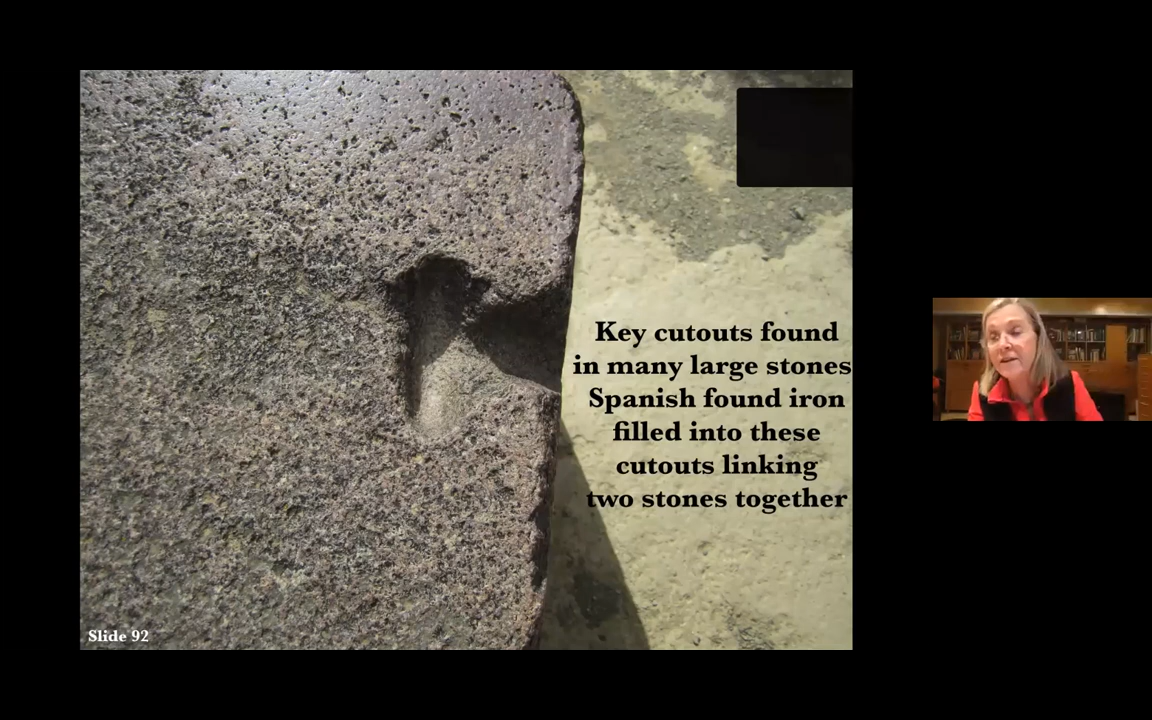 Key cutouts found
in many large stones
Spanish found iron
filled into these
cutouts linking
two stones together
Slide 92